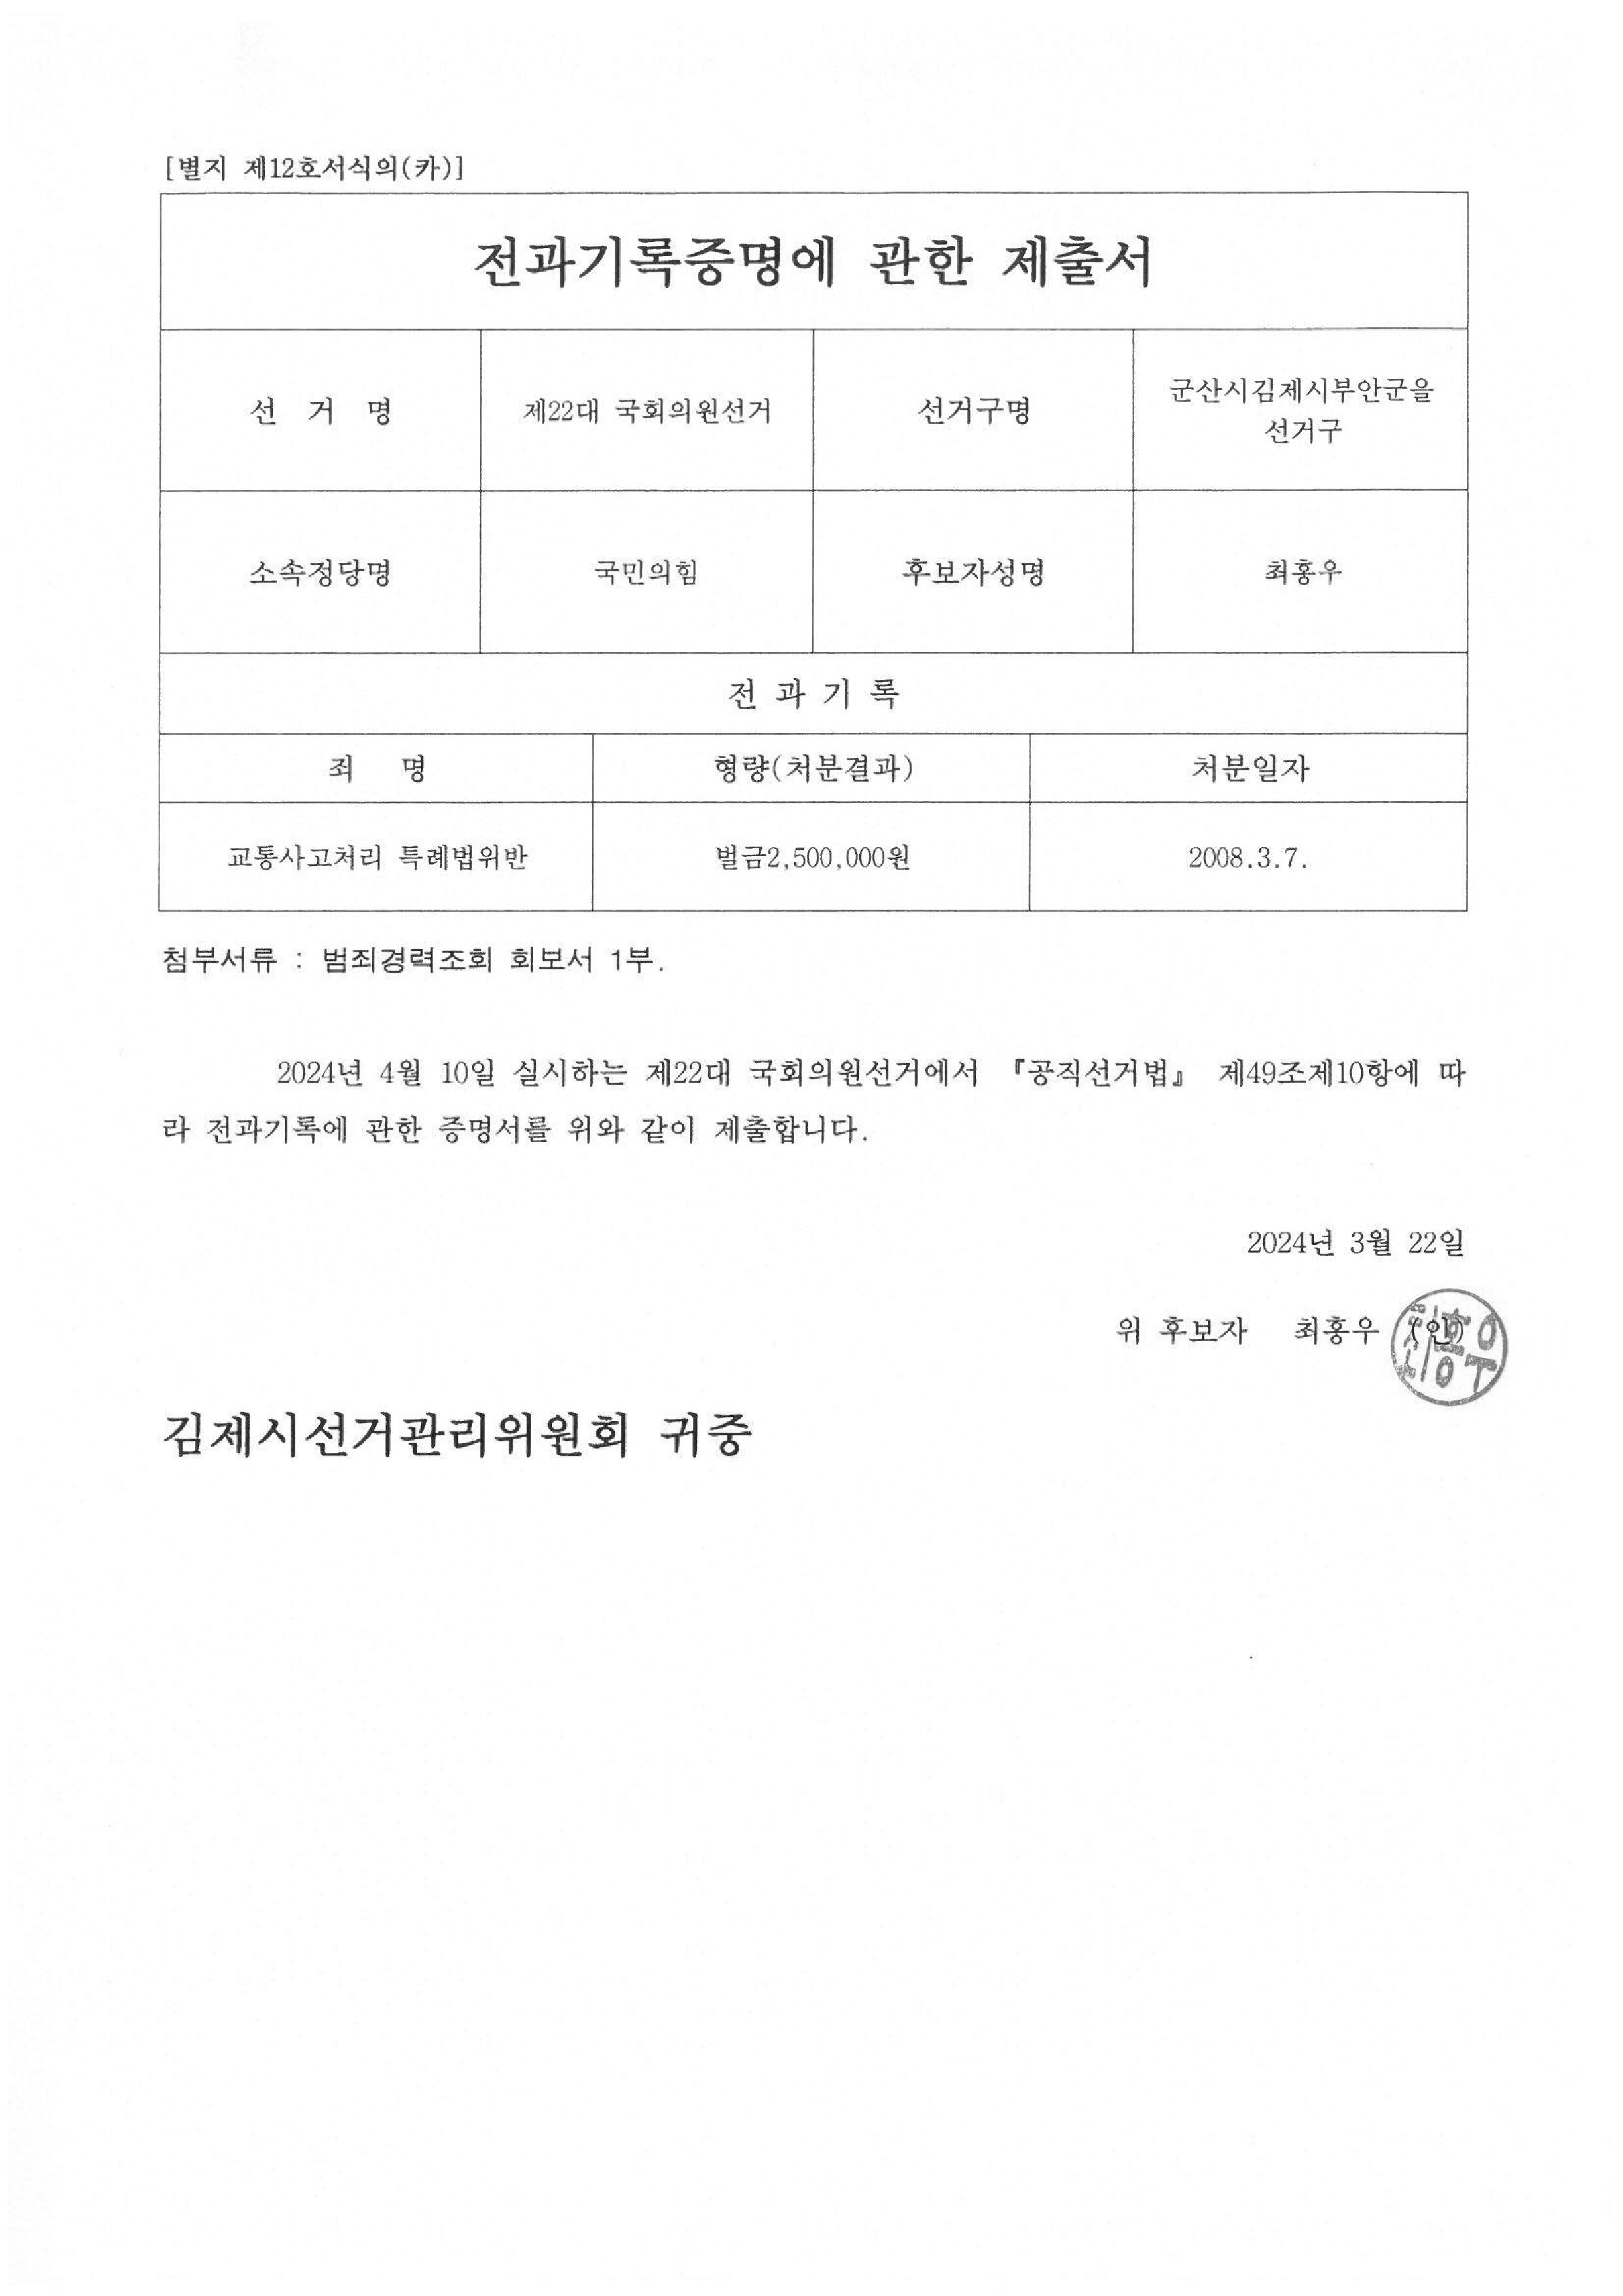 [별지 제12호서식의(카)]
전과기록증명에 관한 제출서
선 거 명
제22대 국회의원선거
선거구명
군산시김제시부안군을
선거구
소속정당명
국민의힘
후보자성명
최홍우
전 과 기 록
죄 명
형량(처분결과)
처분일자
교통사고처리 특례법위반
벌금2,500,000원
2008.3.7.
첨부서류 : 범죄경력조회 회보서 1부.
2024년 4월 10일 실시하는 제22대 국회의원선거에서 『공직선거법』 제49조제10항에 따
라 전과기록에 관한 증명서를 위와 같이 제출합니다.
2024년 3월 22일
위 후보자 최홍우 (인)
최홍우
김제시선거관리위원회 귀중